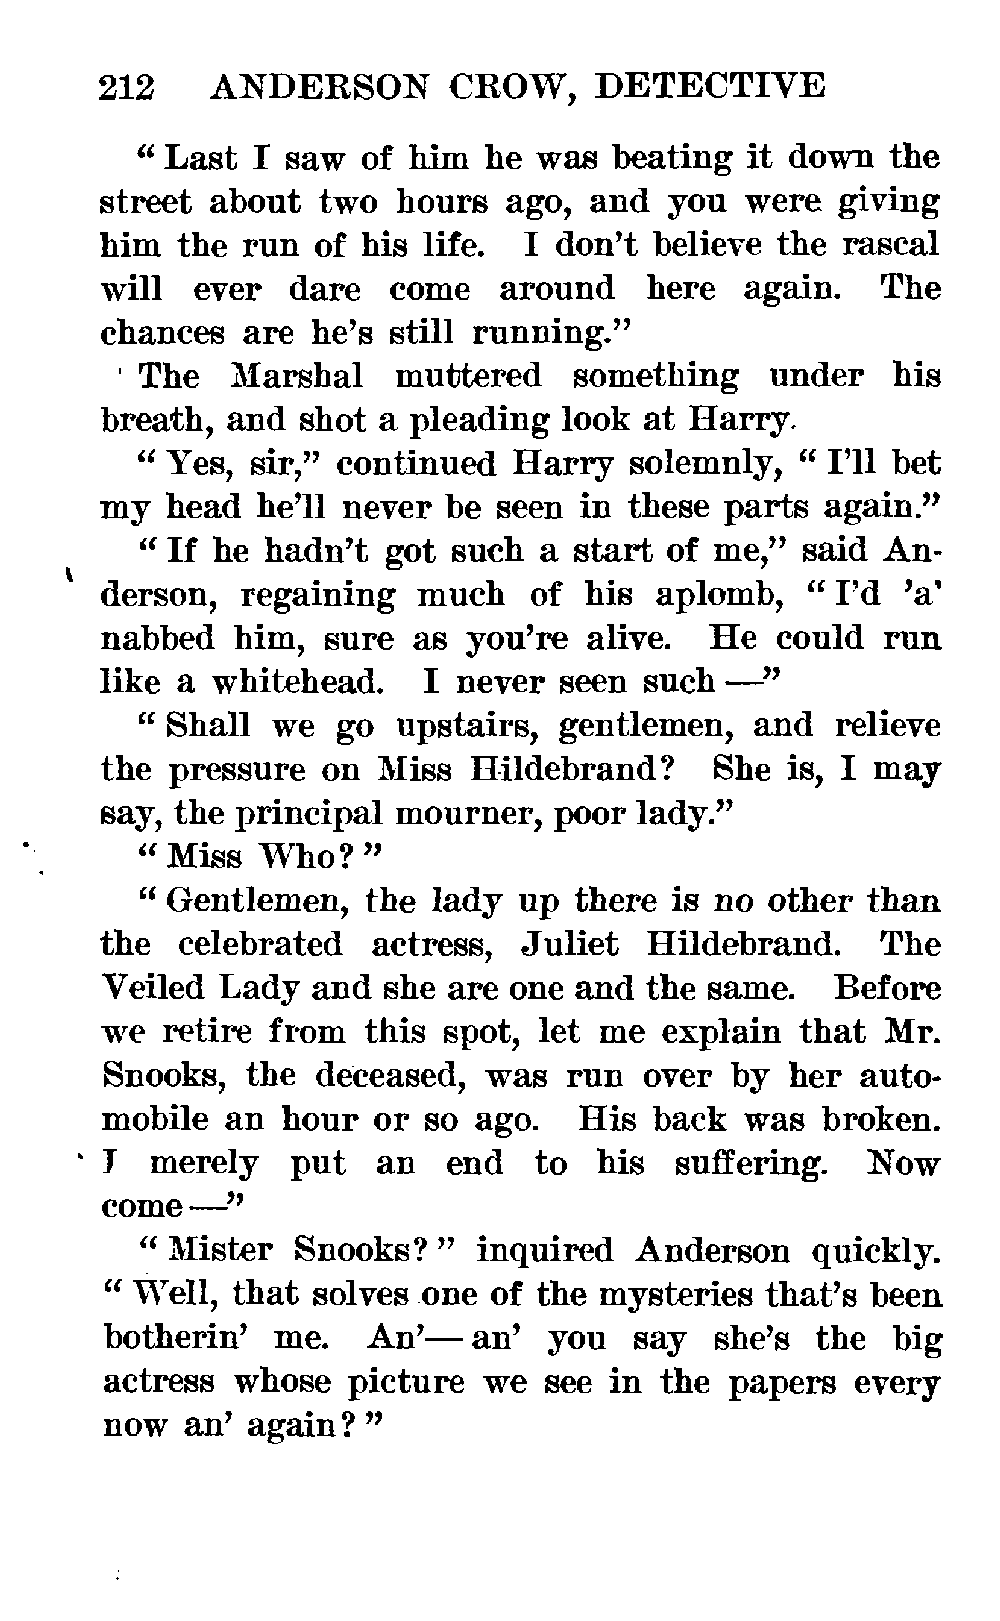 212 ANDERSON CROW, DETECTIVE
“ Last I saw of him he was beating it down the
street about two hours ago, and you were giving
him the run of his life. I don’t believe the rascal
will ever dare come around here again. The
chances are he’s still running.”
The Marshal muttered something under his
breath, and shot a pleading look at Harry.
“ Yes, sir,” continued Harry solemnly, “ I’ll bet
my head he’ll never be seen in these parts again.”
“ If he hadn’t got such a start of me,” said An-
derson, regaining much of his aplomb, “ I’d ’a’
nabbed him, sure as you’re alive. He could run
like a whitehead. I never seen such —”
“ Shall we go upstairs, gentlemen, and relieve
the pressure on Miss Hildebrand? She is, I may
say, the principal mourner, poor lady.”
“ Miss Who? ”
“ Gentlemen, the lady up there is no other than
the celebrated actress, Juliet Hildebrand. The
Veiled Lady and she are one and the same. Before
we retire from this spot, let me explain that Mr.
Snooks, the deceased, was run over by her auto-
mobile an hour or so ago. His back was broken.
I merely put an end to his suffering. Now
come —”
“ Mister Snooks? ” inquired Anderson quickly.
“ Well, that solves one of the mysteries that’s been
botherin’ me. An’— an’ you say she’s the big
actress whose picture we see in the papers every
now an’ again? ”